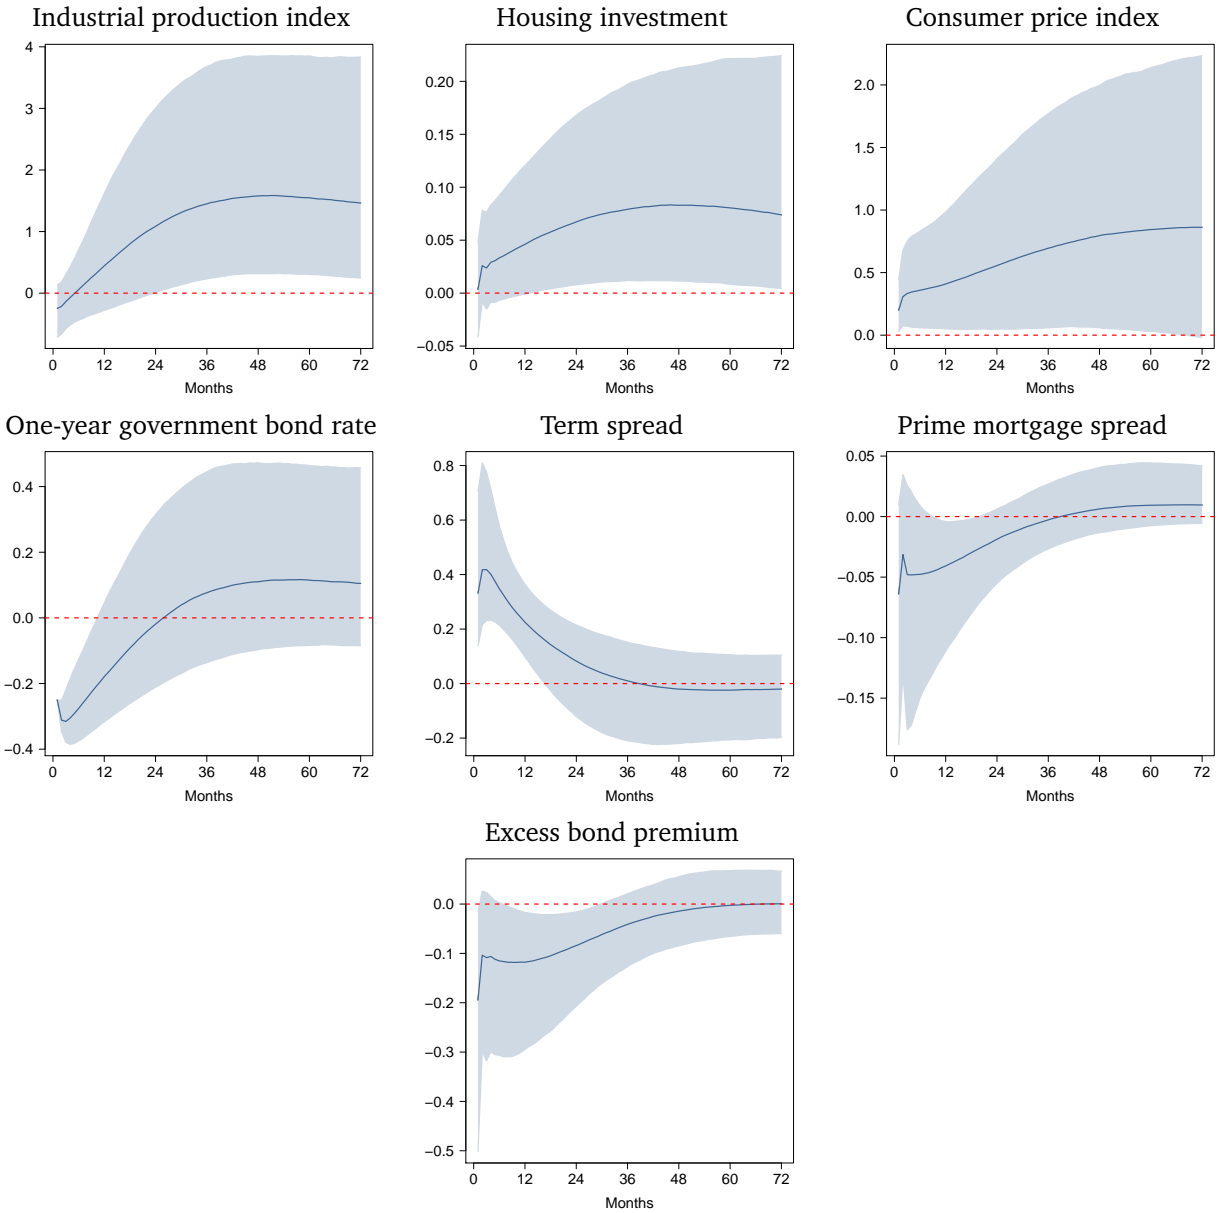 Industrial production index
Housing investment
Consumer price index
4
3
2
1
0
0 12 24 36 48 60 72
Months
0.20
0.15
0.10
0.05
0.00
−0.05
0 12 24 36 48 60 72
Months
2.0
1.5
1.0
0.5
0.0
0 12 24 36 48 60 72
Months
One-year government bond rate
Term spread
Prime mortgage spread
0.4
0.2
0.0
−0.2
−0.4
0 12 24 36 48 60 72
Months
0.8
0.6
0.4
0.2
0.0
−0.2
0 12 24 36 48 60 72
Months
0.05
0.00
−0.05
−0.10
−0.15
0 12 24 36 48 60 72
Months
Excess bond premium
0.0
−0.1
−0.2
−0.3
−0.4
−0.5
0 12 24 36 48 60 72
Months